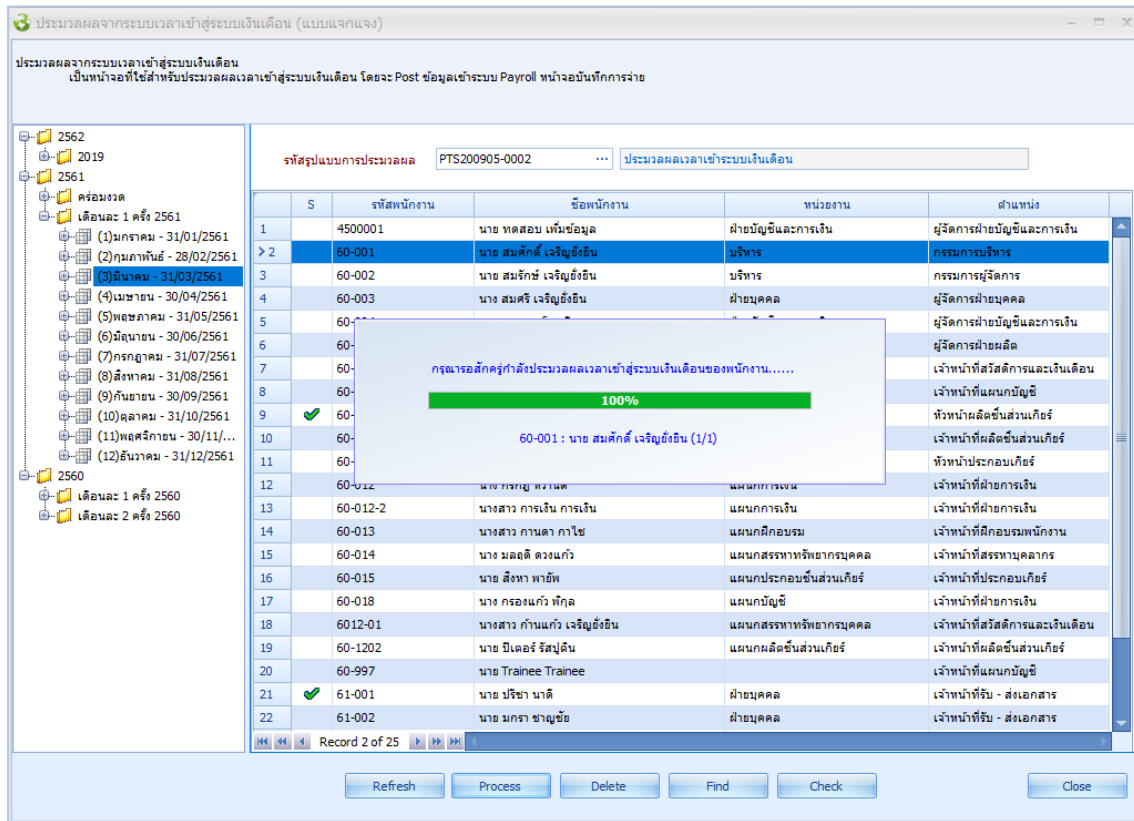 ประมวลผลจากระบบเวลาเข้าสู่ระบบเงินเดือน (แบบแจกแจง)
ประมวลผลจากระบบเวลาเข้าสู่ระบบเงินเดือน
เป็นหน้าจอที่ใช้สำหรับประมวลผลเวลาเข้าสู่ระบบเงินเดือน โดยจะ Post ข้อมูลเข้าระบบ Payroll หน้าจอบันทึกการจ่าย
2562
2019
2561
คร่อมงวด
เดือนละ 1 ครั้ง 2561
(1)มกราคม - 31/01/2561
(2)กุมภาพันธ์ - 28/02/2561
(3)มีนาคม - 31/03/2561
(4)เมษายน - 30/04/2561
(5)พฤษภาคม - 31/05/2561
(6)มิถุนายน - 30/06/2561
(7)กรกฎาคม - 31/07/2561
(8)สิงหาคม - 31/08/2561
(9)กันยายน - 30/09/2561
(10)ตุลาคม - 31/10/2561
(11)พฤศจิกายน - 30/11/...
(12)ธันวาคม - 31/12/2561
2560
เดือนละ 1 ครั้ง 2560
เดือนละ 2 ครั้ง 2560
รหัสรูปแบบการประมวลผล PTS200905-0002 ... ประมวลผลเวลาเข้าระบบเงินเดือน
S รหัสพนักงาน ชื่อพนักงาน หน่วยงาน ตำแหน่ง
1 4500001 นาย ทดสอบ เพิ่มข้อมูล ฝ่ายบัญชีและการเงิน ผู้จัดการฝ่ายบัญชีและการเงิน
2 60-001 นาย สมศักดิ์ เจริญยั่งยืน บริหาร กรรมการบริหาร
3 60-002 นาย สมรักษ์ เจริญยั่งยืน บริหาร กรรมการผู้จัดการ
4 60-003 นาง สมศรี เจริญยั่งยืน ฝ่ายบุคคล ผู้จัดการฝ่ายบุคคล
5 60- ผู้จัดการฝ่ายบัญชีและการเงิน
6 60- ผู้จัดการฝ่ายผลิต
7 60- เจ้าหน้าที่สวัสดิการและเงินเดือน
8 60- เจ้าหน้าที่แผนกบัญชี
9 60- หัวหน้าผลิตชิ้นส่วนเกียร์
10 60- เจ้าหน้าที่ผลิตชิ้นส่วนเกียร์
11 60- หัวหน้าประกอบเกียร์
กรุณารอสักครู่กำลังประมวลผลเวลาเข้าสู่ระบบเงินเดือนของพนักงาน......
100%
60-001 : นาย สมศักดิ์ เจริญยั่งยืน (1/1)
12 60-012 แผนกการเงิน เจ้าหน้าที่ฝ่ายการเงิน
13 60-012-2 นางสาว การเงิน การเงิน แผนกการเงิน เจ้าหน้าที่ฝ่ายการเงิน
14 60-013 นางสาว กานดา กาไช แผนกฝึกอบรม เจ้าหน้าที่ฝึกอบรมพนักงาน
15 60-014 นาง มลฤดี ดวงแก้ว แผนกสรรหาทรัพยากรบุคคล เจ้าหน้าที่สรรหาบุคลากร
16 60-015 นาย สิงหา พายัพ แผนกประกอบชิ้นส่วนเกียร์ เจ้าหน้าที่ประกอบเกียร์
17 60-018 นาง กรองแก้ว พิกุล แผนกบัญชี เจ้าหน้าที่ฝ่ายการเงิน
18 6012-01 นางสาว ก้านแก้ว เจริญยั่งยืน แผนกสรรหาทรัพยากรบุคคล เจ้าหน้าที่สวัสดิการและเงินเดือน
19 60-1202 นาย ปีเตอร์ รัสปูติน แผนกผลิตชิ้นส่วนเกียร์ เจ้าหน้าที่ผลิตชิ้นส่วนเกียร์
20 60-997 นาย Trainee Trainee เจ้าหน้าที่แผนกบัญชี
21 61-001 นาย ปรีชา นาดี ฝ่ายบุคคล เจ้าหน้าที่รับ - ส่งเอกสาร
22 61-002 นาย มกรา ชาญชัย ฝ่ายบุคคล เจ้าหน้าที่รับ - ส่งเอกสาร
Record 2 of 25
Refresh Process Delete Find Check Close